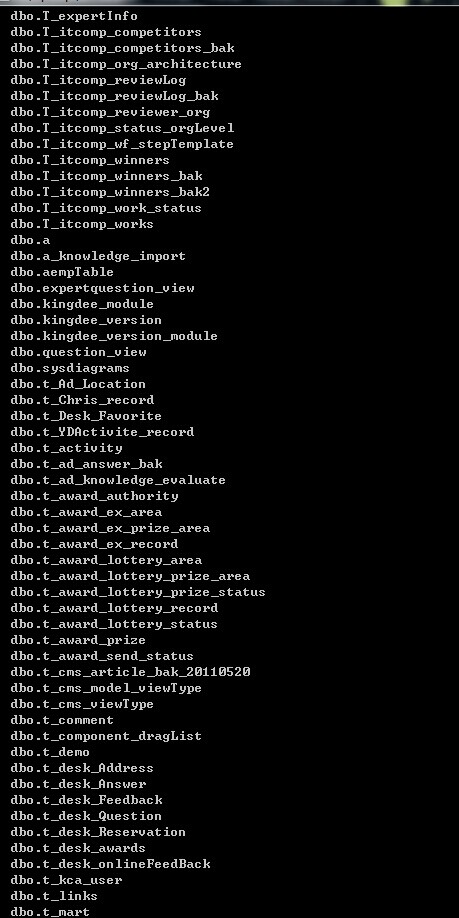 dbo.T_expertInfo
dbo.T_itcomp_competitors
dbo.T_itcomp_competitors_bak
dbo.T_itcomp_org_architecture
dbo.T_itcomp_reviewLog
dbo.T_itcomp_reviewLog_bak
dbo.T_itcomp_reviewer_org
dbo.T_itcomp_status_orgLevel
dbo.T_itcomp_wf_stepTemplate
dbo.T_itcomp_winners
dbo.T_itcomp_winners_bak
dbo.T_itcomp_winners_bak2
dbo.T_itcomp_work_status
dbo.T_itcomp_works
dbo.a
dbo.a_knowledge_import
dbo.aempTable
dbo.expertquestion_view
dbo.kingdee_module
dbo.kingdee_version
dbo.kingdee_version_module
dbo.question_view
dbo.sysdiagrams
dbo.t_Ad_Location
dbo.t_Chris_record
dbo.t_Desk_Favorite
dbo.t_YDActivite_record
dbo.t_activity
dbo.t_ad_answer_bak
dbo.t_ad_knowledge_evaluate
dbo.t_award_authority
dbo.t_award_ex_area
dbo.t_award_ex_prize_area
dbo.t_award_ex_record
dbo.t_award_lottery_area
dbo.t_award_lottery_prize_area
dbo.t_award_lottery_prize_status
dbo.t_award_lottery_record
dbo.t_award_lottery_status
dbo.t_award_prize
dbo.t_award_send_status
dbo.t_cms_article_bak_20110520
dbo.t_cms_model_viewType
dbo.t_cms_viewType
dbo.t_comment
dbo.t_component_dragList
dbo.t_demo
dbo.t_desk_Address
dbo.t_desk_Answer
dbo.t_desk_Feedback
dbo.t_desk_Question
dbo.t_desk_Reservation
dbo.t_desk_awards
dbo.t_desk_onlineFeedBack
dbo.t_kca_user
dbo.t_links
dbo.t_mart